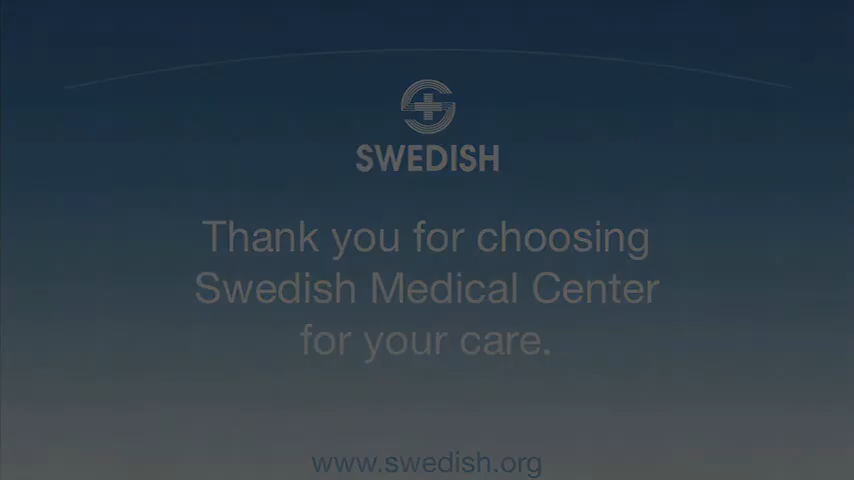 SWEDISH
Thank you for choosing
Swedish Medical Center
for your care.
www.swedish.org